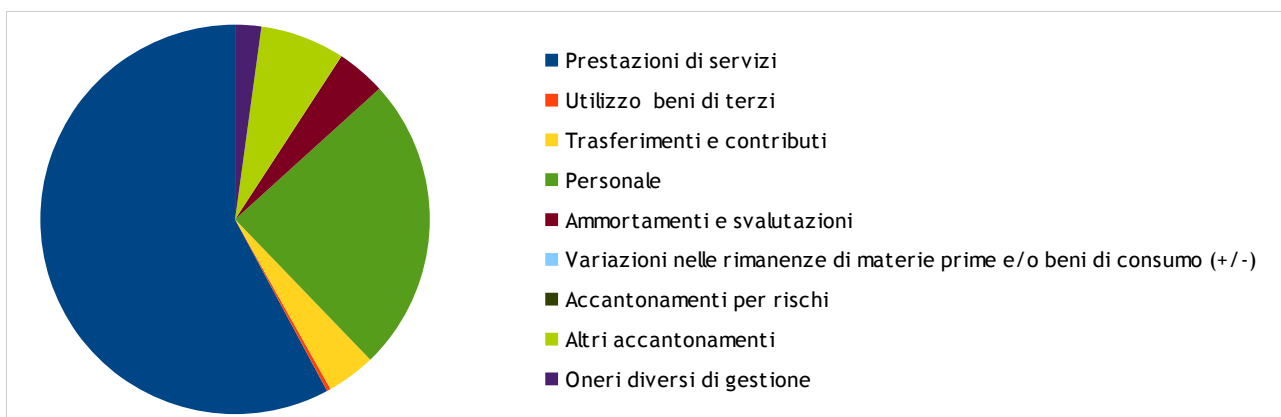 Prestazioni di servizi
Utilizzo beni di terzi
Trasferimenti e contributi
Personale
Ammortamenti e svalutazioni
Variazioni nelle rimanenze di materie prime e/o beni di consumo (+/-)
Accantonamenti per rischi
Altri accantonamenti
Oneri diversi di gestione